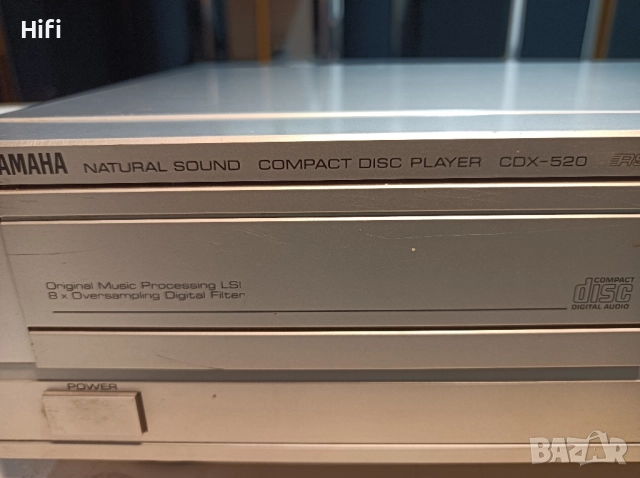 Hifi
AMAHA NATURAL SOUND COMPACT DISC PLAYER CDX-520
Original Music Processing LSI
8 x Oversampling Digital Filter
COMPACT
disc
DIGITAL AUDIO
POWER
BAZAR